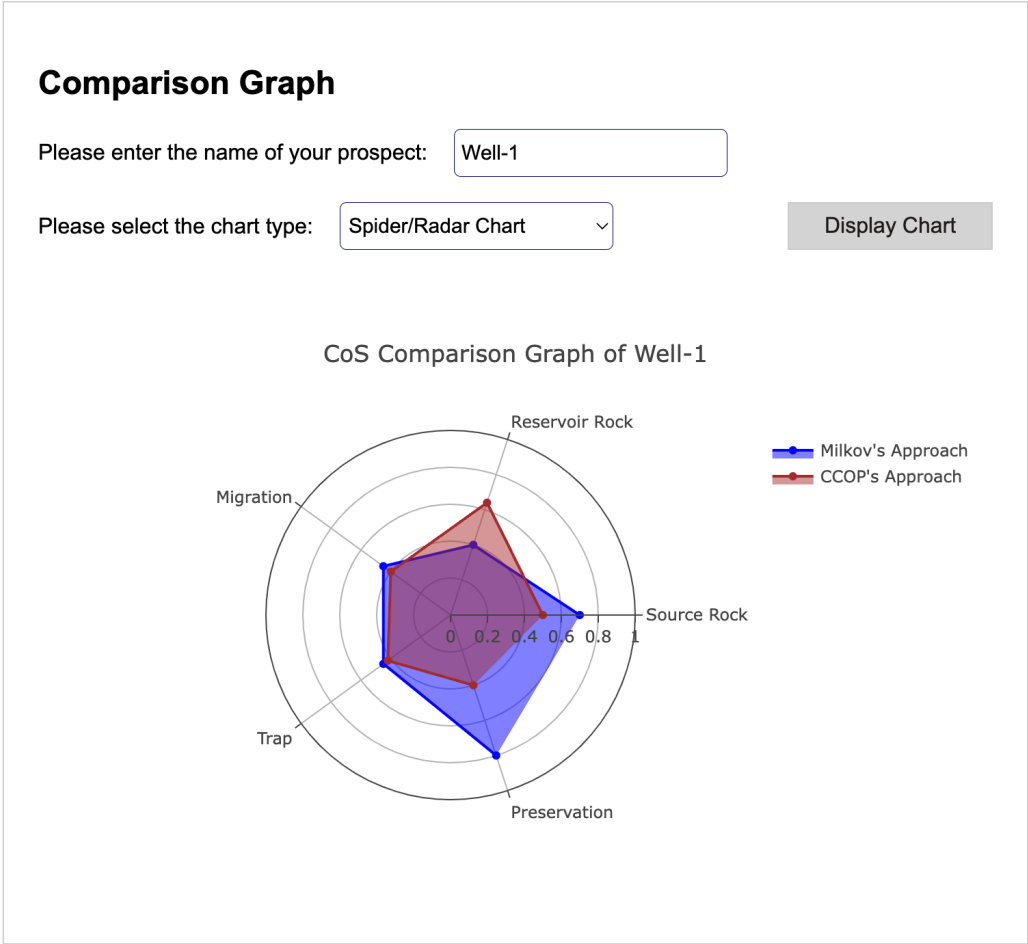 Comparison Graph
Please enter the name of your prospect: Well-1
Please select the chart type: Spider/Radar Chart
Display Chart
CoS Comparison Graph of Well-1
Reservoir Rock
Milkov's Approach
CCOP's Approach
Migration
Source Rock
0 0.2 0.4 0.6 0.8 1
Trap
Preservation